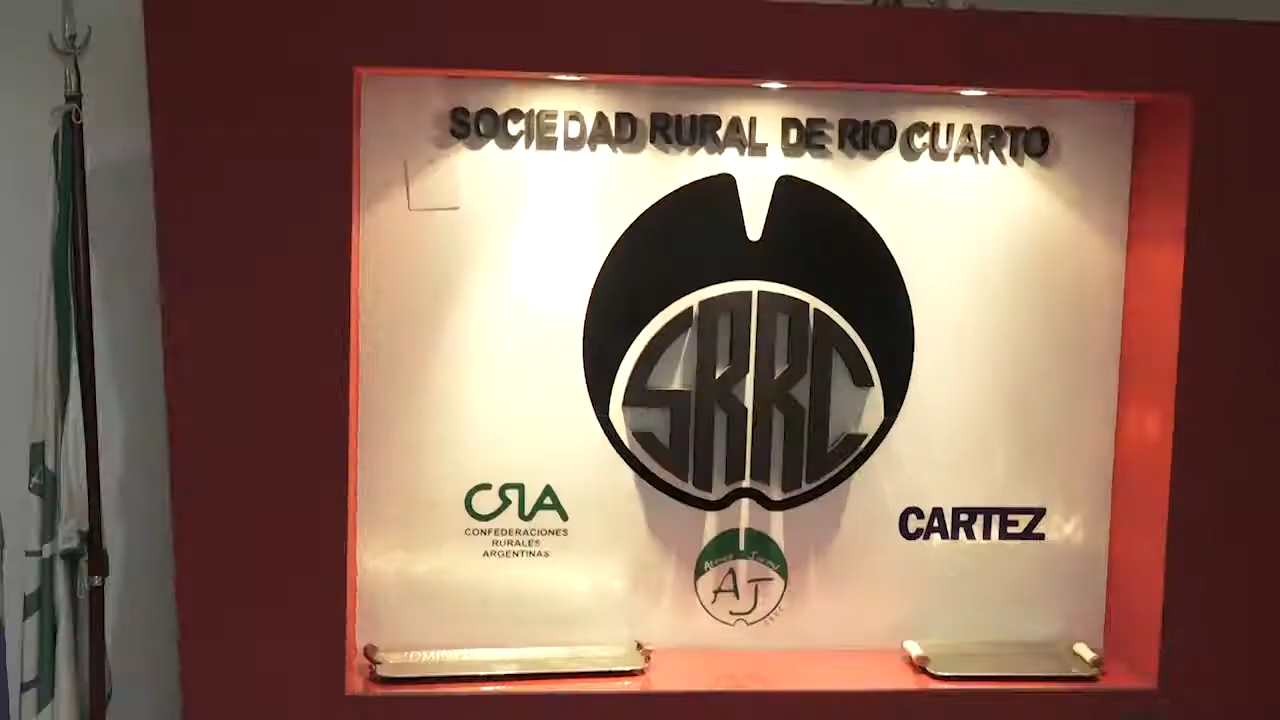 SOCIEDAD RURAL DE RIO CUARTO
SRRC
CRA
CONFEDERACIONES
RURALES
ARGENTINAS
CARTEZ
AJ